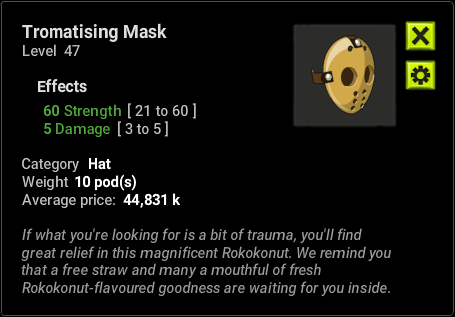 Tromatising Mask
Level 47
Effects
60 Strength [ 21 to 60 ]
5 Damage [ 3 to 5 ]
Category Hat
Weight 10 pod(s)
Average price: 44,831 k
If what you're looking for is a bit of trauma, you'll find
great relief in this magnificent Rokokonut. We remind you
that a free straw and many a mouthful of fresh
Rokokonut-flavoured goodness are waiting for you inside.